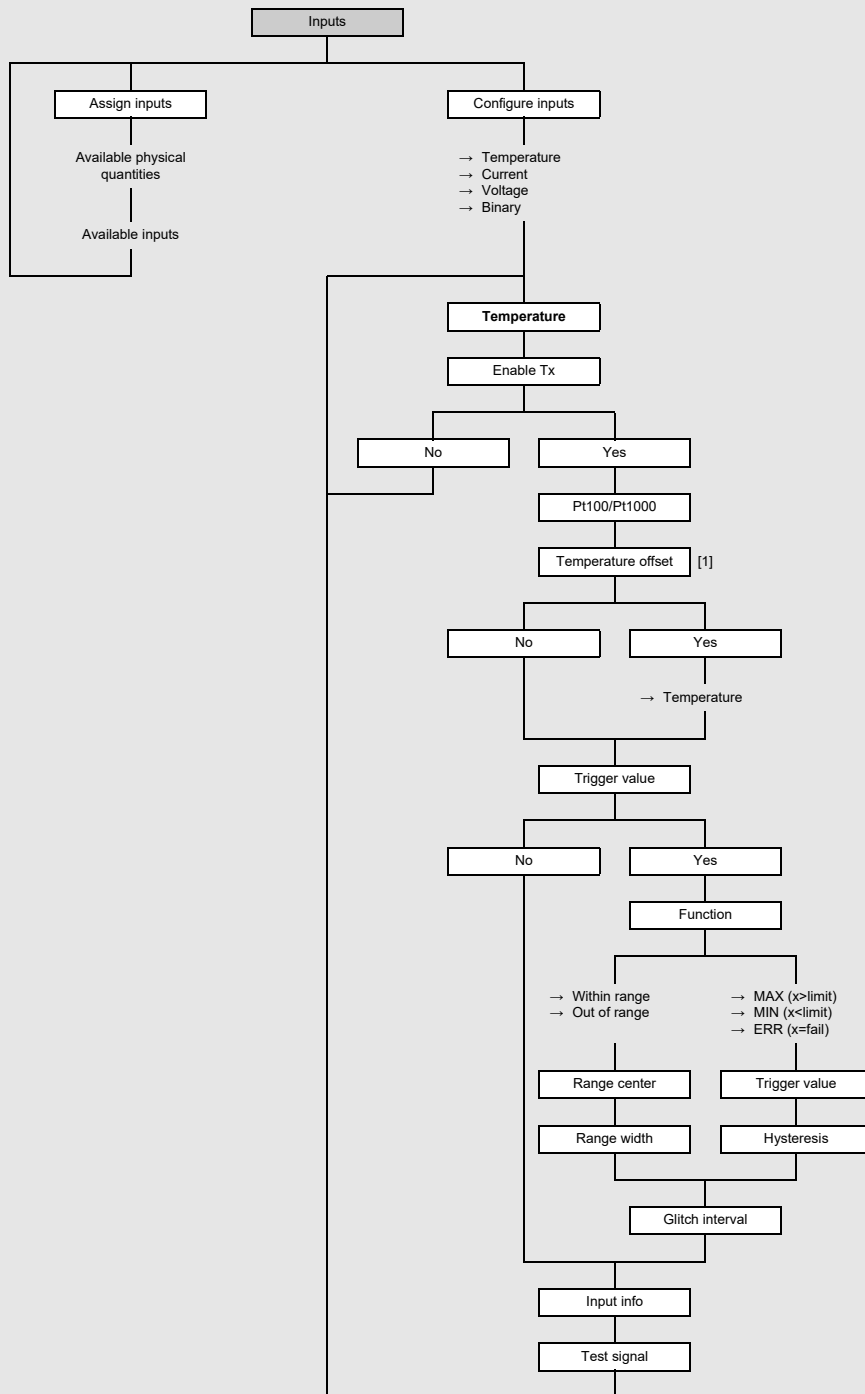 Inputs
Assign inputs
Configure inputs
Available physical
quantities
→ Temperature
→ Current
→ Voltage
→ Binary
Available inputs
Temperature
Enable Tx
No
Yes
Pt100/Pt1000
Temperature offset [1]
No
Yes
→ Temperature
Trigger value
No
Yes
Function
→ Within range
→ Out of range
→ MAX (x>limit)
→ MIN (x<limit)
→ ERR (x=fail)
Range center
Trigger value
Range width
Hysteresis
Glitch interval
Input info
Test signal